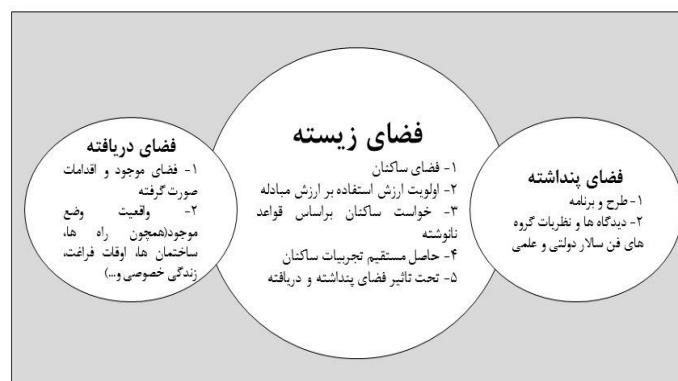 فضای پنداشته
۱- طرح و برنامه
۲- دیدگاه ها و نظریات گروه
های فن سالار دولتی و علمی
فضای زیسته
۱- فضای ساکنان
۲- اولویت ارزش استفاده بر ارزش مبادله
۳- خواست ساکنان براساس قواعد
نانوشته
۴- حاصل مستقیم تجربیات ساکنان
۵- تحت تاثیر فضای پنداشته و دریافته
فضای دریافته
۱- فضای موجود و اقدامات
صورت گرفته
۲- واقعیت وضع
موجود(همچون راه ها،
ساختمان ها، اوقات فراغت،
زندگی خصوصی و...)